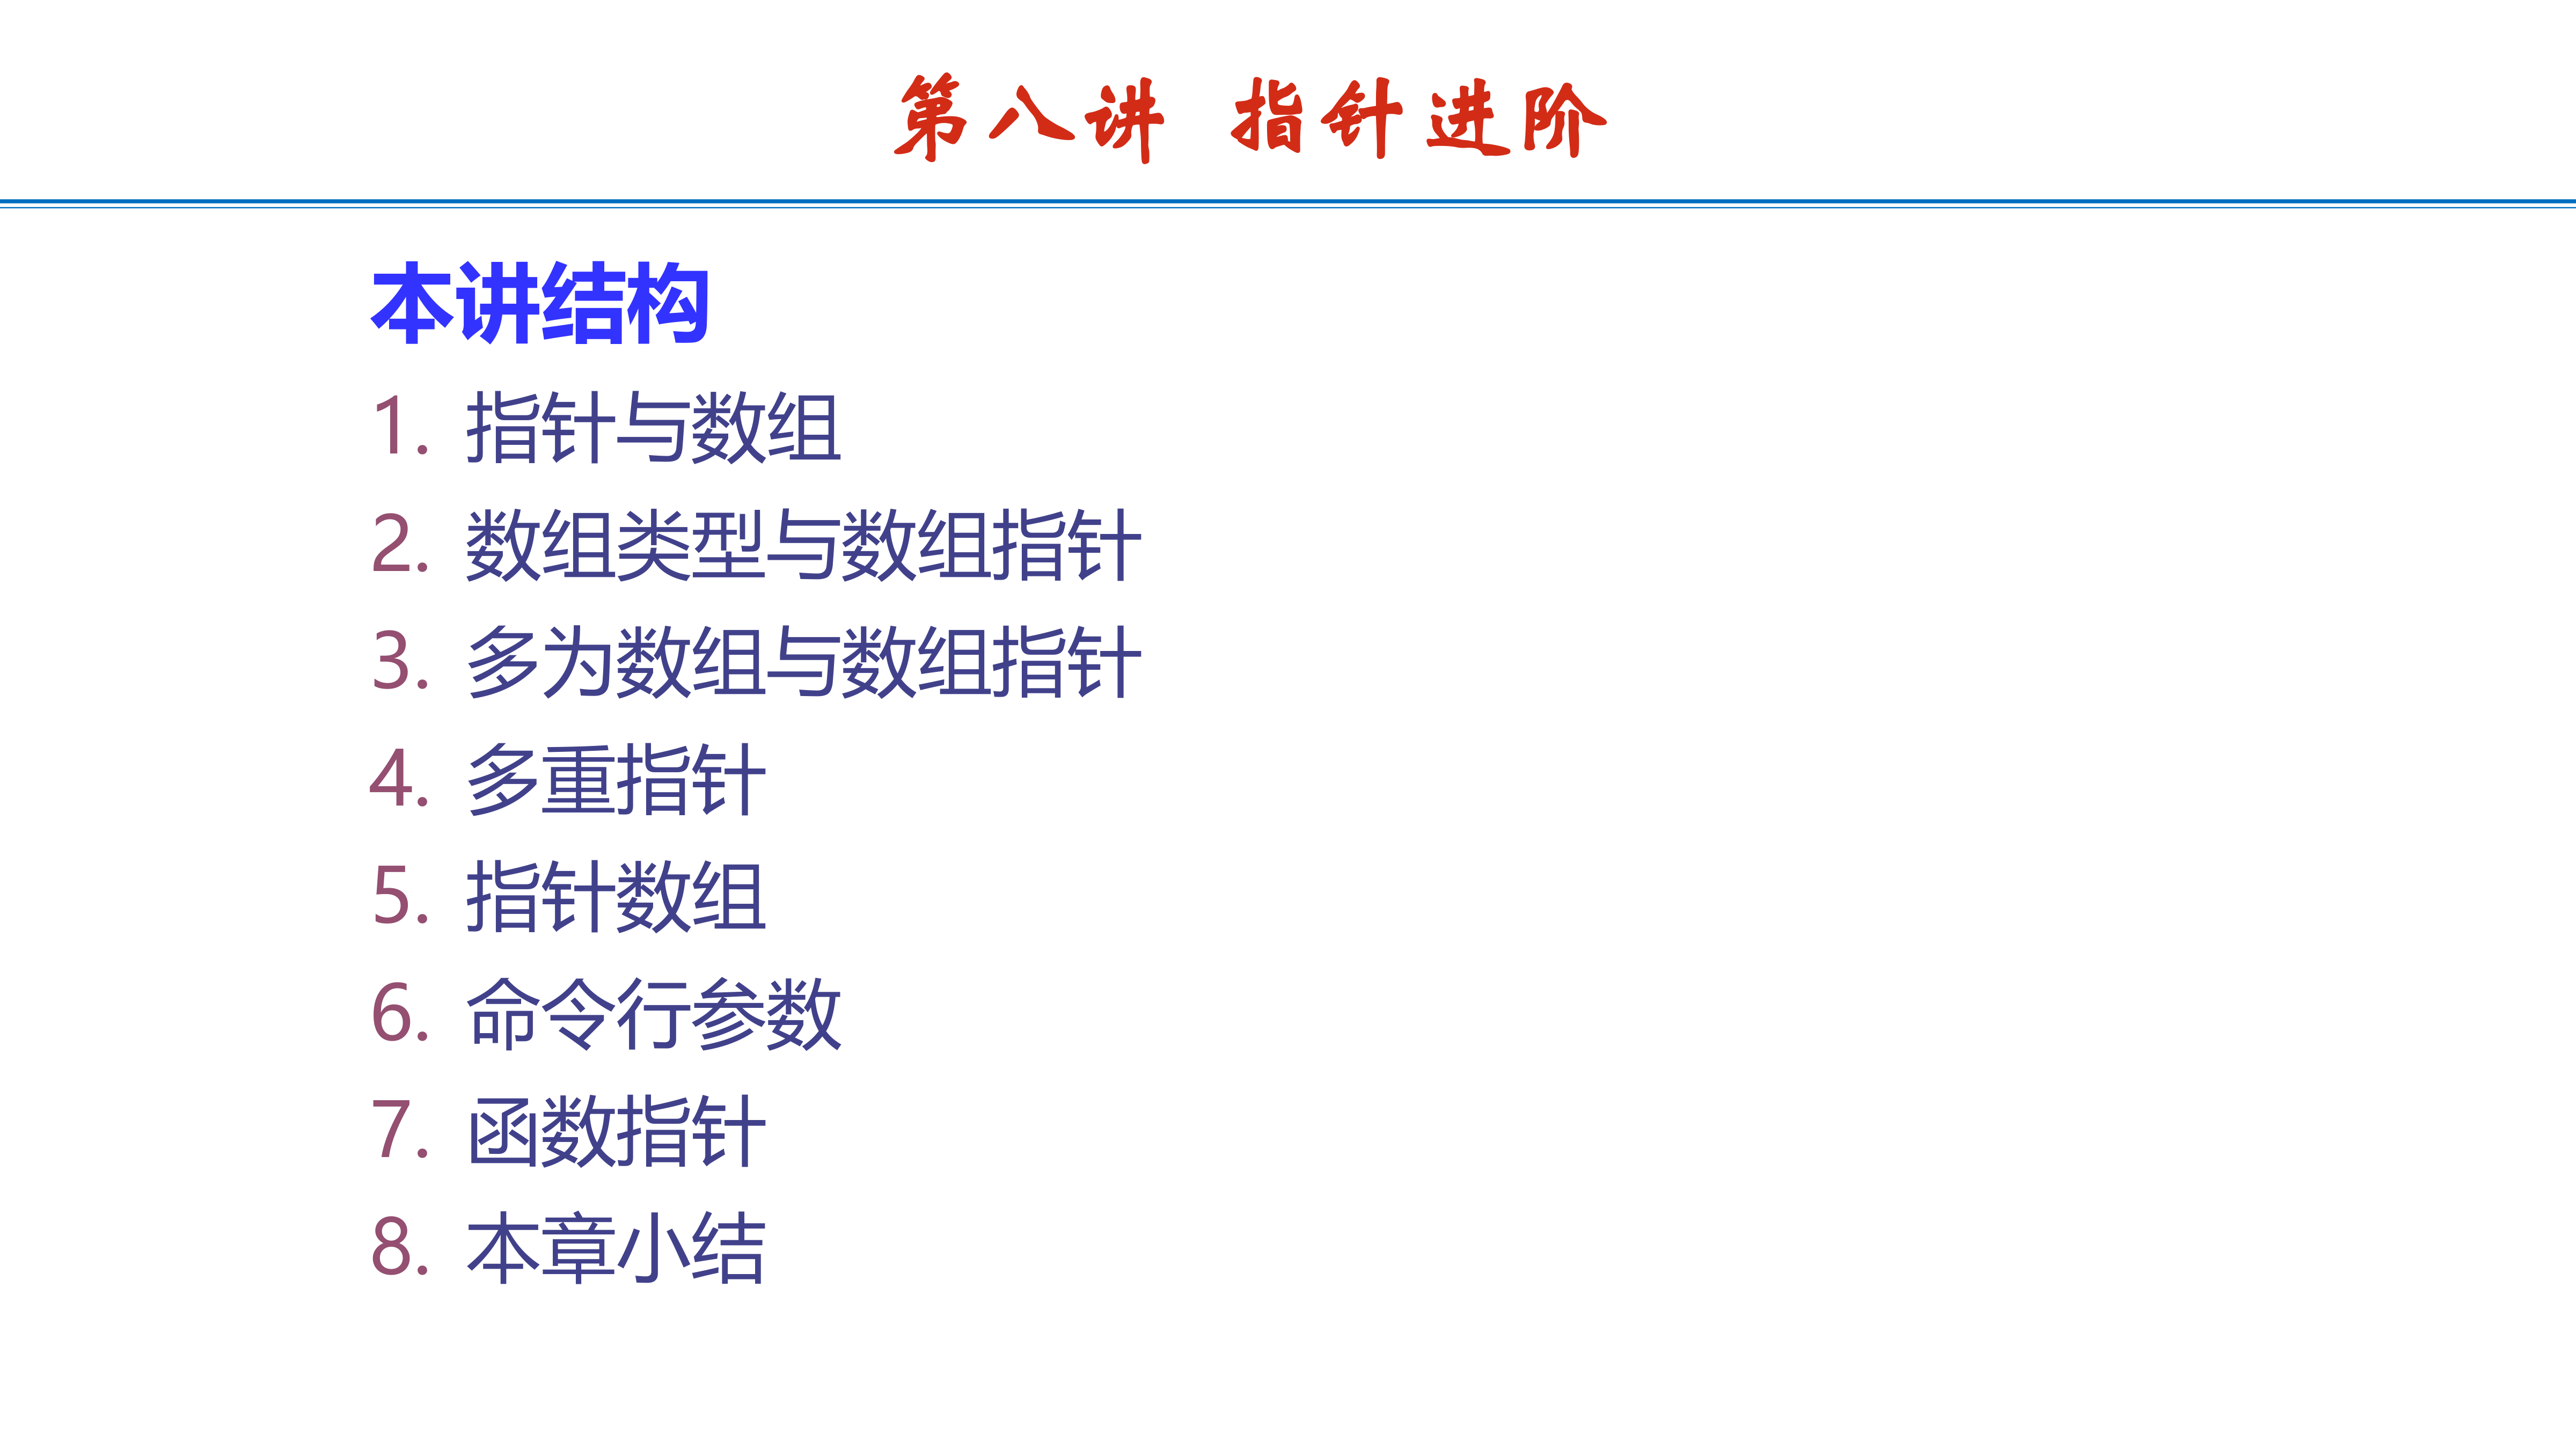 第八讲 指针进阶
本讲结构
1. 指针与数组
2. 数组类型与数组指针
3. 多为数组与数组指针
4. 多重指针
5. 指针数组
6. 命令行参数
7. 函数指针
8. 本章小结